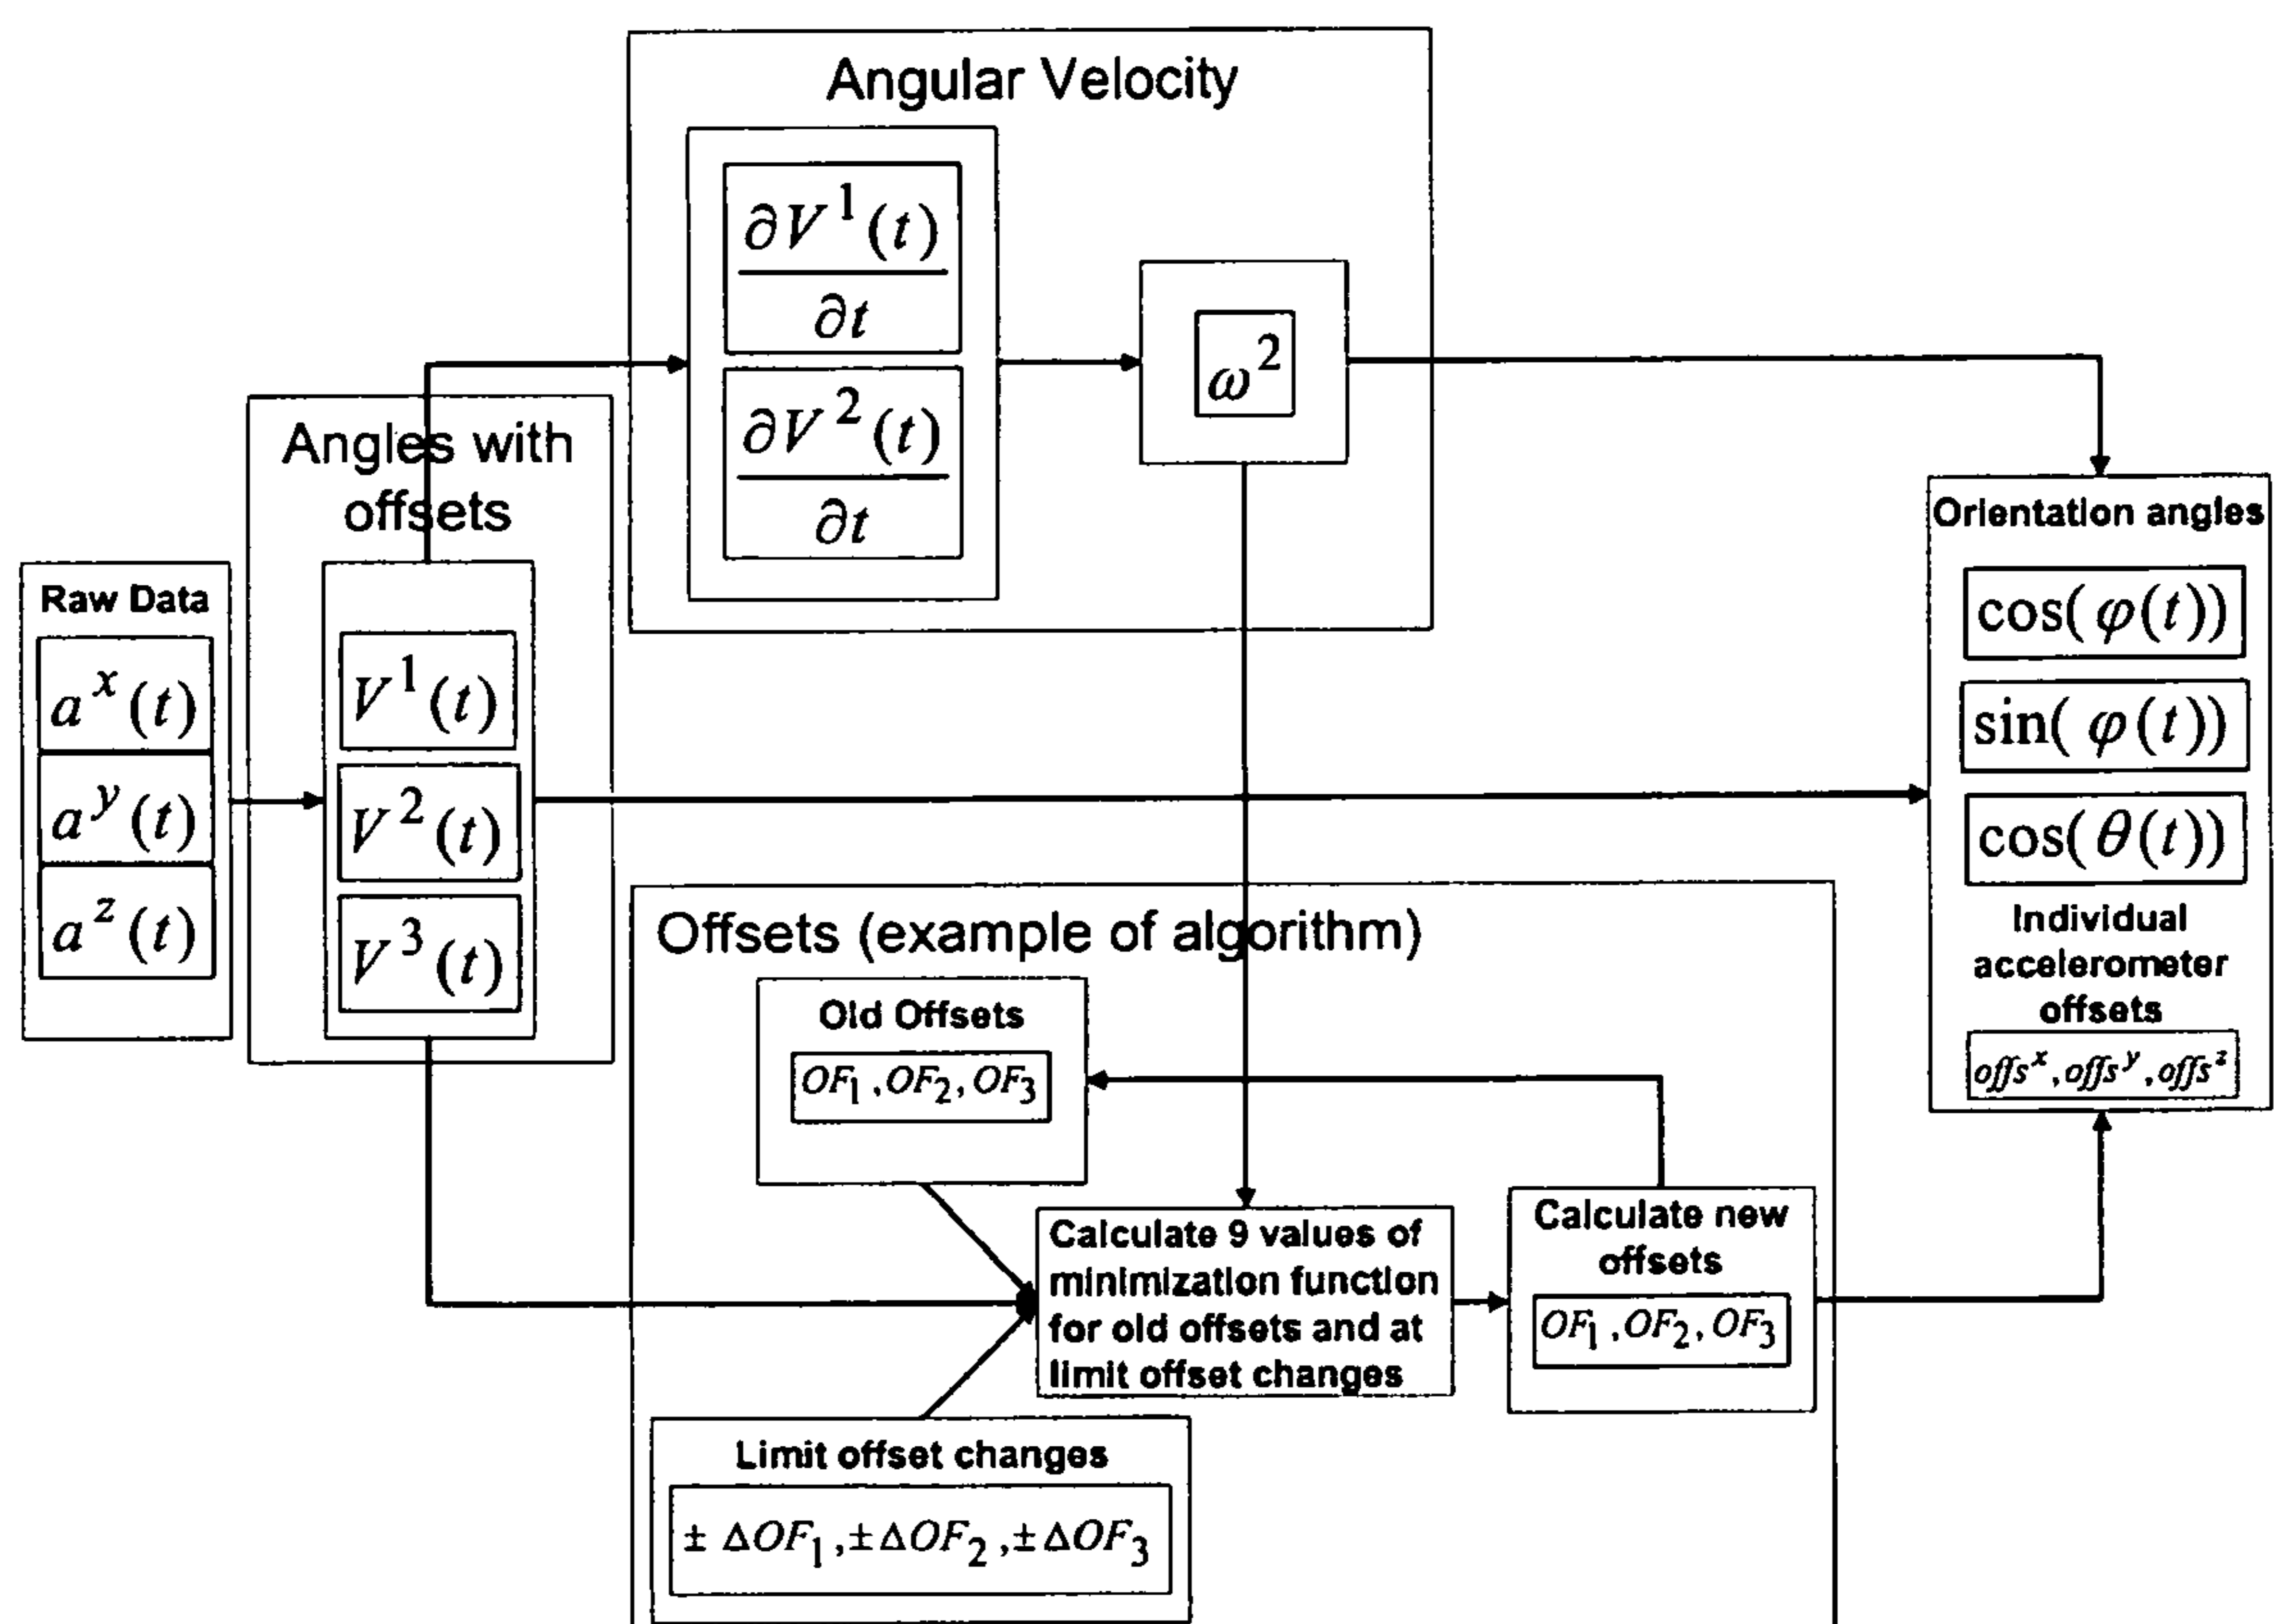 Angular Velocity
∂V¹(t)
∂t
∂V²(t)
∂t
ω²
Angles with
offsets
V¹(t)
V²(t)
V³(t)
Raw Data
aˣ(t)
aʸ(t)
aᶻ(t)
Orientation angles
cos(φ(t))
sin(φ(t))
cos(θ(t))
Individual
accelerometer
offsets
offsˣ,offsʸ,offsᶻ
Offsets (example of algorithm)
Old Offsets
OF₁,OF₂,OF₃
Calculate 9 values of
minimization function
for old offsets and at
limit offset changes
Calculate new
offsets
OF₁,OF₂,OF₃
Limit offset changes
± ΔOF₁,±ΔOF₂,±ΔOF₃